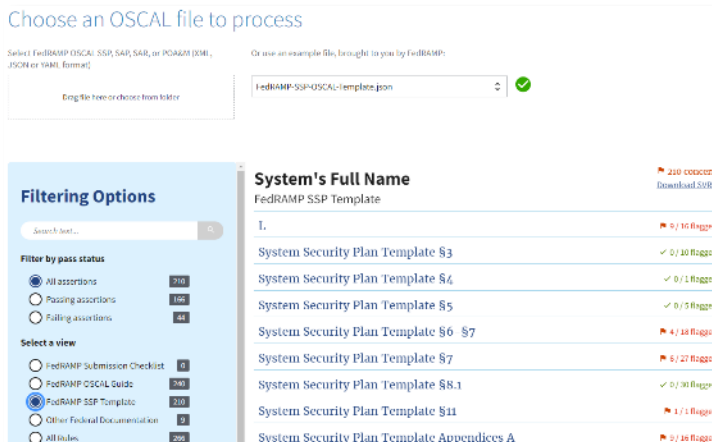 Choose an OSCAL file to process
Select FedRAMP OSCAL SSP, SAP, SAR, or POA&M (XML,
JSON or YAML format)
Drag file here or choose from folder
Or use an example file, brought to you by FedRAMP:
FedRAMP-SSP-OSCAL-Template.json
Filtering Options
Search text...
Filter by pass status
All assertions 210
Passing assertions 166
Failing assertions 44
Select a view
FedRAMP Submission Checklist 0
FedRAMP OSCAL Guide 240
FedRAMP SSP Template 210
Other Federal Documentation 9
All Rules
System's Full Name
FedRAMP SSP Template
210 concer
Download SVR
I. 9 / 16 flagge
System Security Plan Template §3 0 / 10 flagge
System Security Plan Template §4 0 / 1 flagge
System Security Plan Template §5 0 / 5 flagge
System Security Plan Template §6 §7 4 / 18 flagge
System Security Plan Template §7 6 / 27 flagge
System Security Plan Template §8.1 0 / 30 flagge
System Security Plan Template §11 1 / 1 flagge
System Security Plan Template Appendices A 9 / 16 flagge